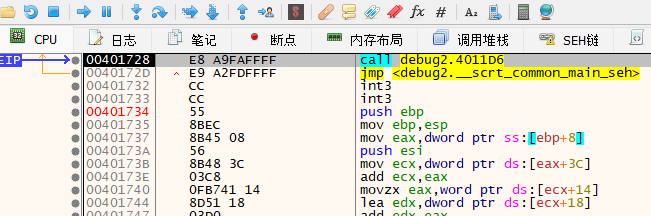 CPU 日志 笔记 断点 内存布局 调用堆栈 SEH链
EIP 00401728 E8 A9FAFFFF call debug2.4011D6
0040172D E9 A2FDFFFF jmp <debug2.__scrt_common_main_seh>
00401732 CC int3
00401733 CC int3
00401734 55 push ebp
00401735 8BEC mov ebp,esp
00401737 8B45 08 mov eax,dword ptr ss:[ebp+8]
0040173A 56 push esi
0040173B 8B48 3C mov ecx,dword ptr ds:[eax+3C]
0040173E 03C8 add ecx,eax
00401740 0FB741 14 movzx eax,word ptr ds:[ecx+14]
00401744 8D51 18 lea edx,dword ptr ds:[ecx+18]
00401747 03D0 add edx,eax